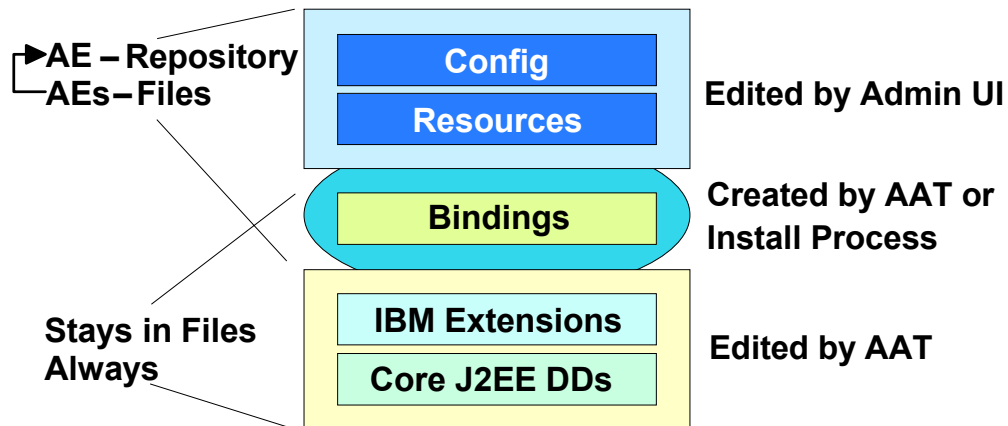 AE – Repository
AEs – Files
Config
Resources
Edited by Admin UI
Bindings
Created by AAT or
Install Process
Stays in Files
Always
IBM Extensions
Core J2EE DDs
Edited by AAT